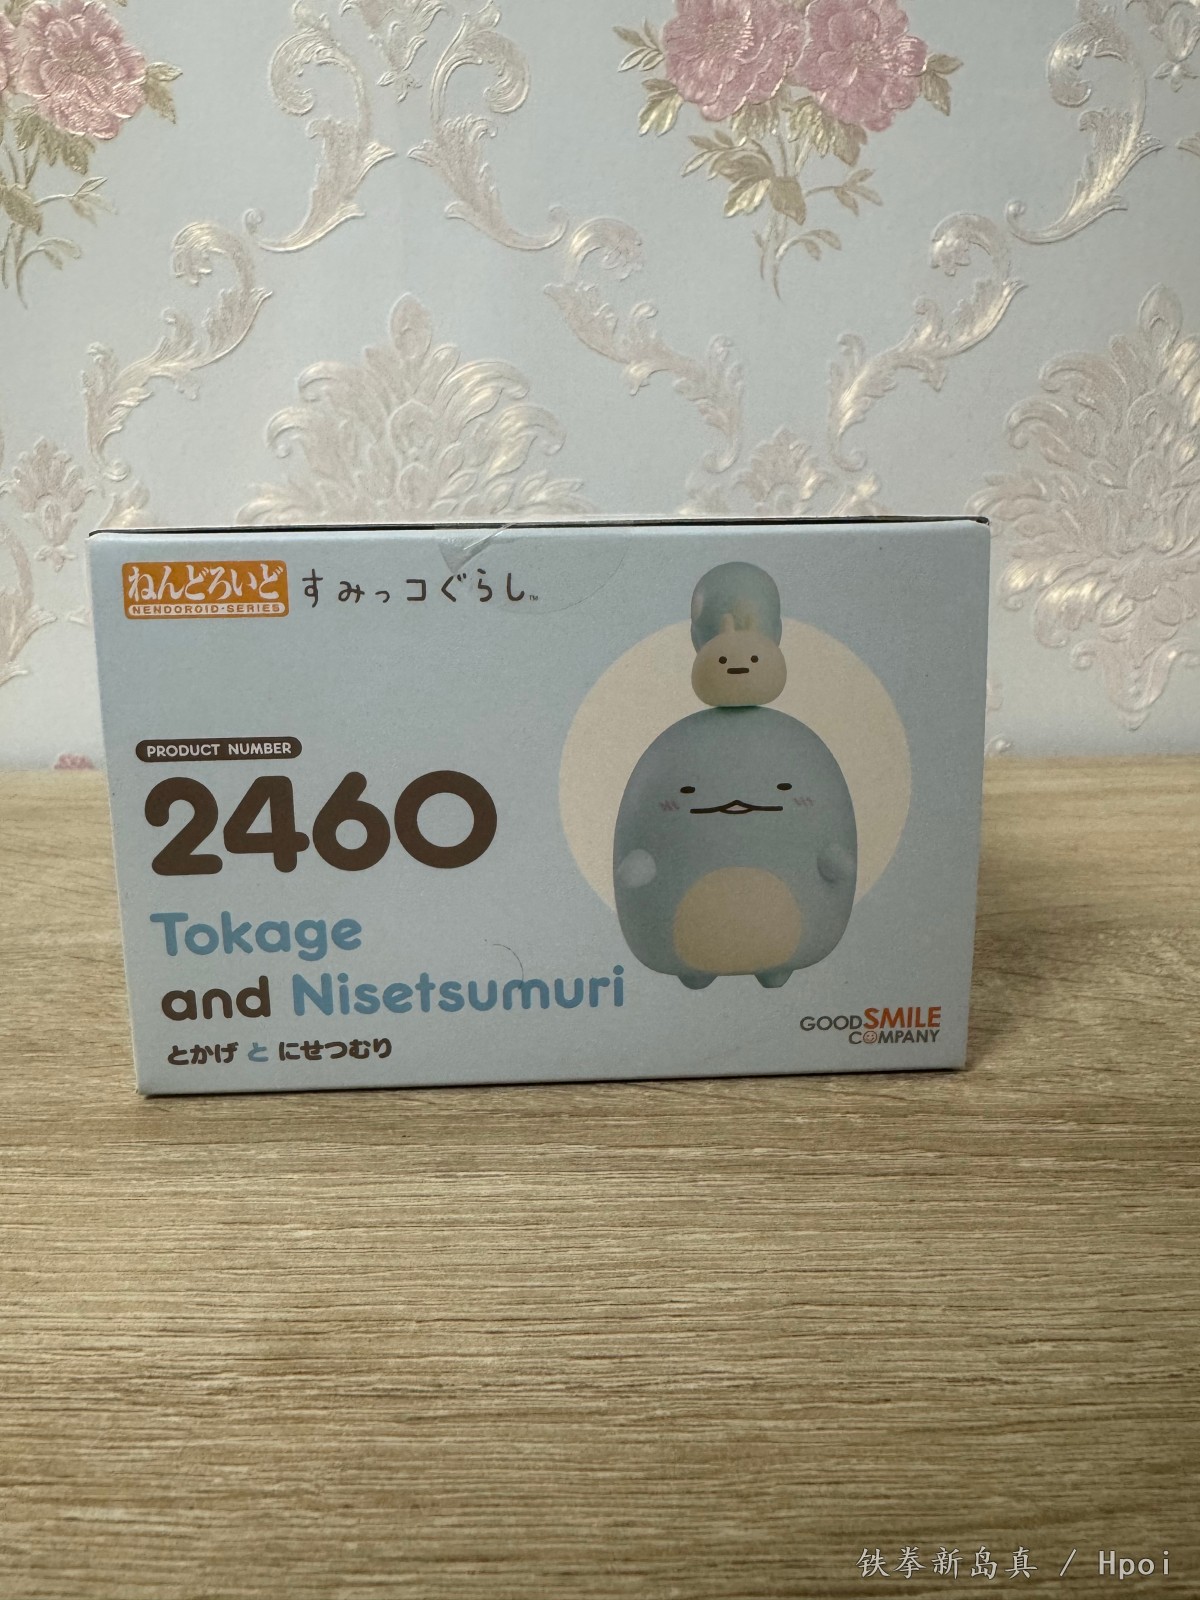 ねんどろいど
NENDOROID・SERIES
すみっコぐらし™
PRODUCT NUMBER
2460
Tokage
and Nisetsumuri
とかげ と にせつむり
GOOD SMILE
COMPANY
铁拳新岛真 / Hpoi